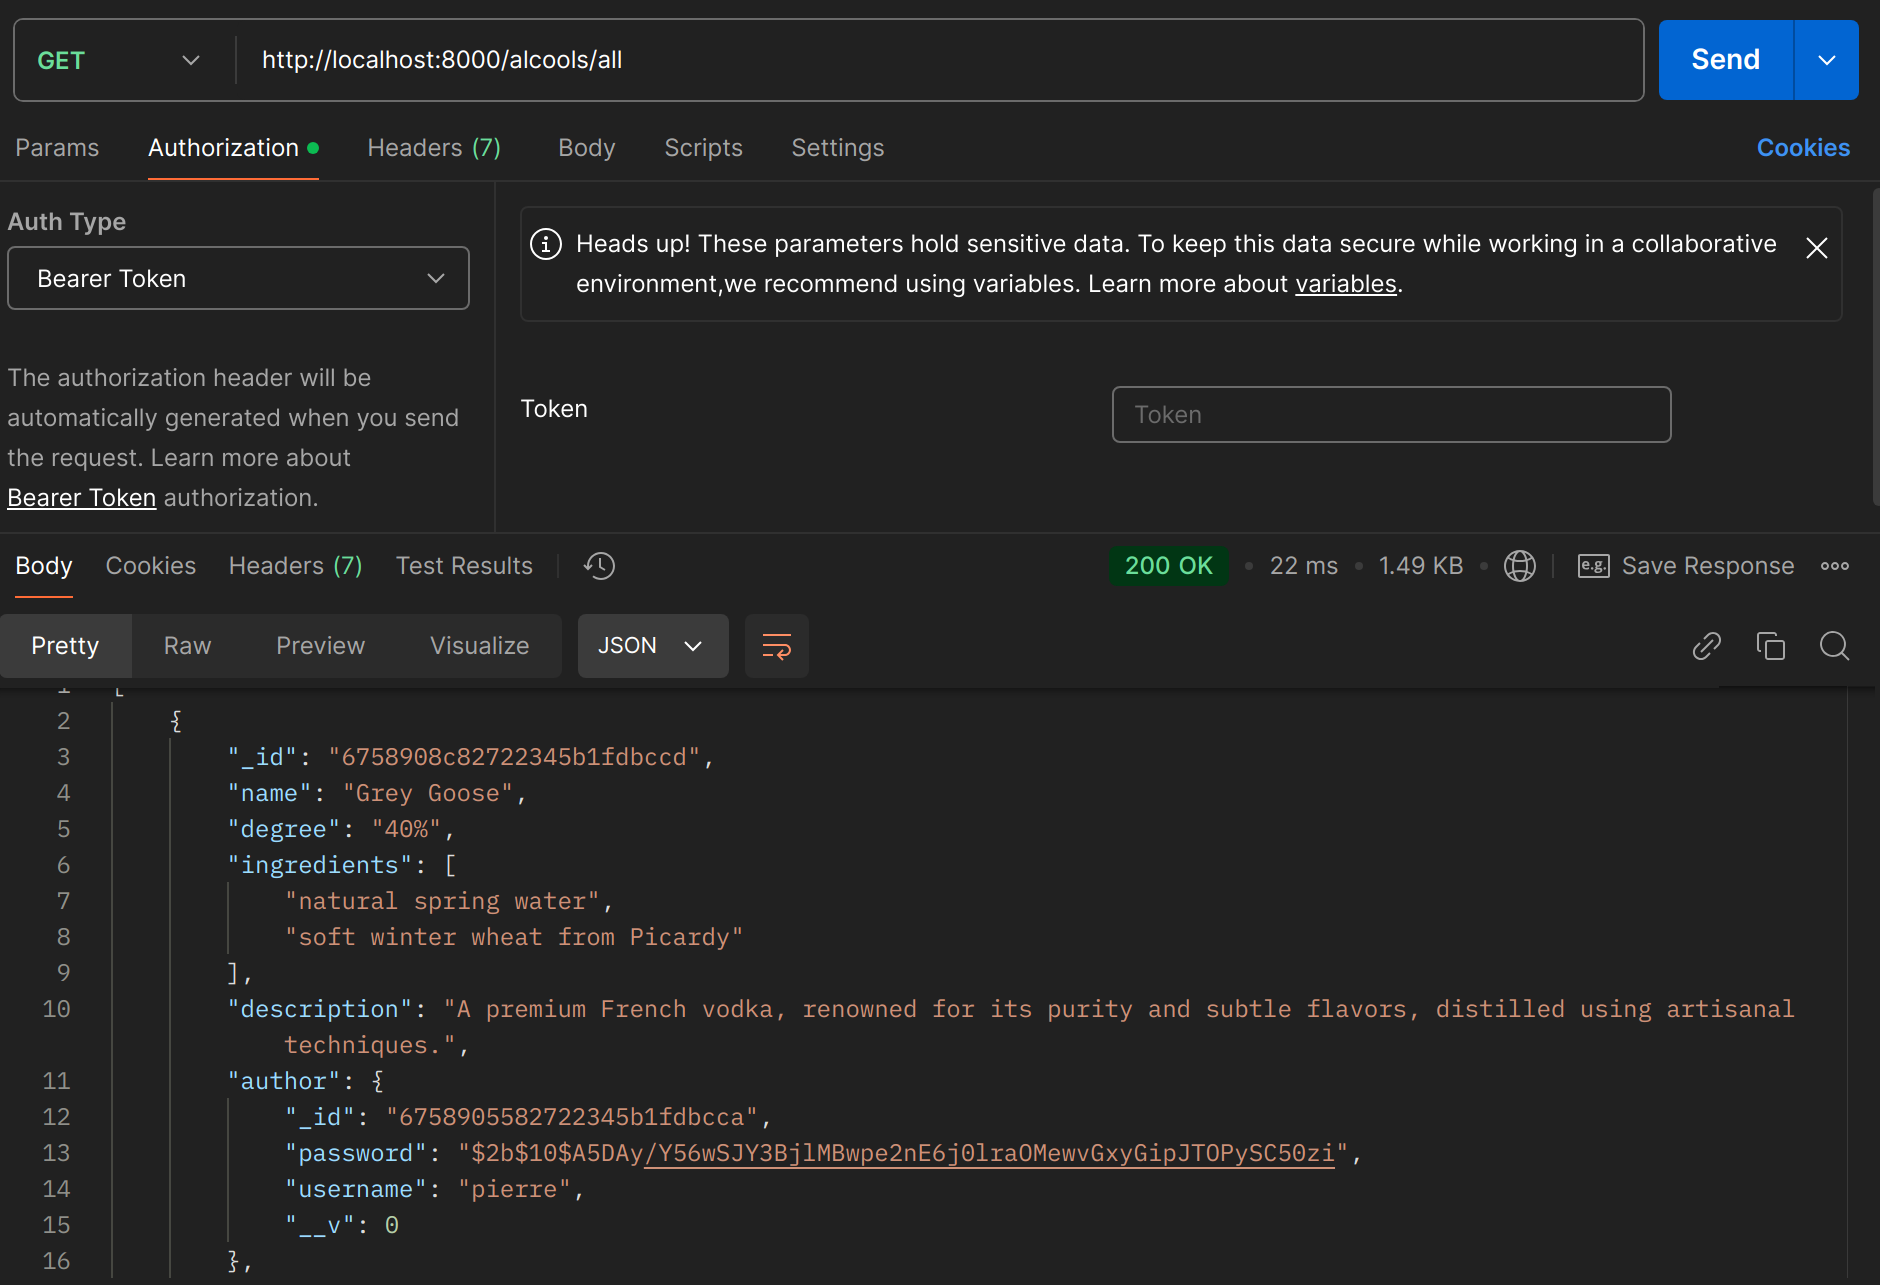 GET http://localhost:8000/alcools/all Send
Params Authorization Headers (7) Body Scripts Settings Cookies
Auth Type
Bearer Token
The authorization header will be
automatically generated when you send
the request. Learn more about
Bearer Token authorization.
Heads up! These parameters hold sensitive data. To keep this data secure while working in a collaborative
environment,we recommend using variables. Learn more about variables.
Token Token
Body Cookies Headers (7) Test Results 200 OK • 22 ms • 1.49 KB • e.g. Save Response
Pretty Raw Preview Visualize JSON
1 [
2 {
3 "_id": "6758908c82722345b1fdbccd",
4 "name": "Grey Goose",
5 "degree": "40%",
6 "ingredients": [
7 "natural spring water",
8 "soft winter wheat from Picardy"
9 ],
10 "description": "A premium French vodka, renowned for its purity and subtle flavors, distilled using artisanal
techniques.",
11 "author": {
12 "_id": "6758905582722345b1fdbcca",
13 "password": "$2b$10$A5DAy/Y56wSJY3BjlMBwpe2nE6j0lraOMewvGxyGipJTOPySC50zi",
14 "username": "pierre",
15 "__v": 0
16 },